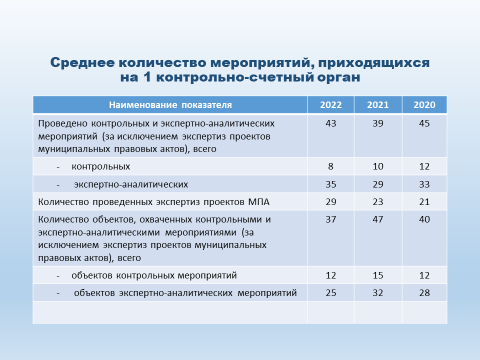 Среднее количество мероприятий, приходящихся
на 1 контрольно-счетный орган
Наименование показателя 2022 2021 2020
Проведено контрольных и экспертно-аналитических 43 39 45
мероприятий (за исключением экспертиз проектов
муниципальных правовых актов), всего
- контрольных 8 10 12
- экспертно-аналитических 35 29 33
Количество проведенных экспертиз проектов МПА 29 23 21
Количество объектов, охваченных контрольными и 37 47 40
экспертно-аналитическими мероприятиями (за
исключением экспертиз проектов муниципальных
правовых актов), всего
- объектов контрольных мероприятий 12 15 12
- объектов экспертно-аналитических мероприятий 25 32 28